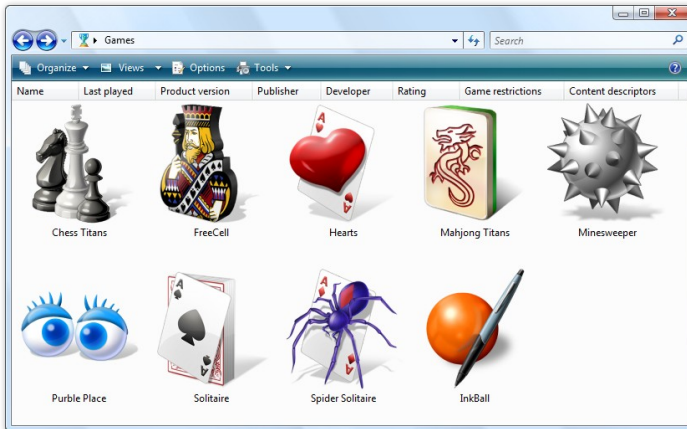 Games
Search
Organize Views Options Tools
Name Last played Product version Publisher Developer Rating Game restrictions Content descriptors
Chess Titans FreeCell Hearts Mahjong Titans Minesweeper
Purble Place Solitaire Spider Solitaire InkBall